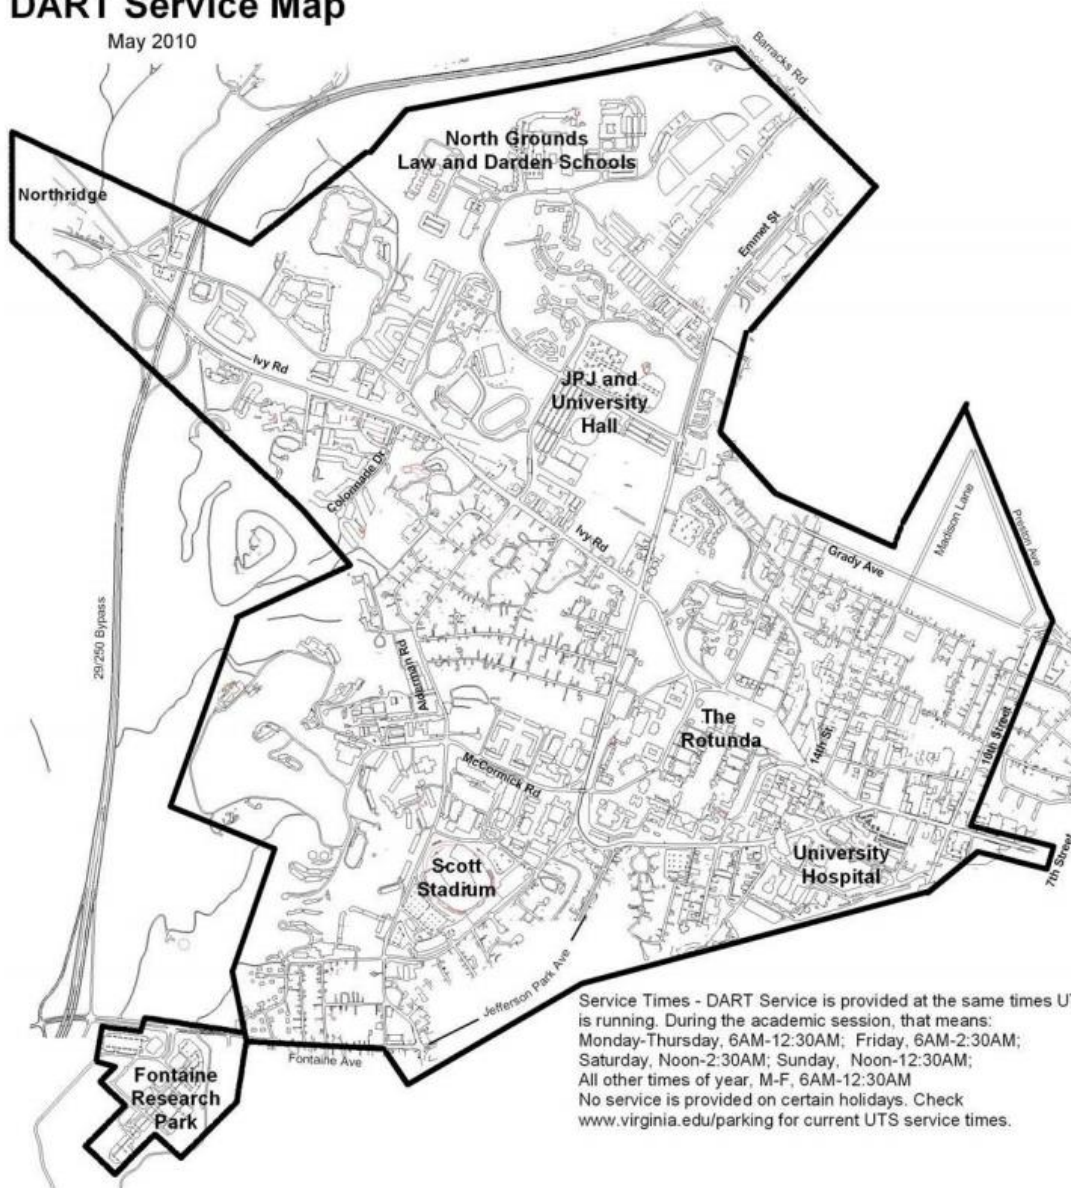 DART Service Map
May 2010
Barracks Rd
North Grounds
Law and Darden Schools
Northridge
Emmet St
Ivy Rd
JPJ and
University
Hall
Colonnade Dr
Ivy Rd
Madison Lane
Preston Ave
Grady Ave
29/250 Bypass
Alderman Rd
The
Rotunda
14th St.
10th Street
McCormick Rd
Scott
Stadium
University
Hospital
7th Street
Jefferson Park Ave
Fontaine Ave
Fontaine
Research
Park
Service Times - DART Service is provided at the same times UT
is running. During the academic session, that means:
Monday-Thursday, 6AM-12:30AM; Friday, 6AM-2:30AM;
Saturday, Noon-2:30AM; Sunday, Noon-12:30AM;
All other times of year, M-F, 6AM-12:30AM
No service is provided on certain holidays. Check
www.virginia.edu/parking for current UTS service times.